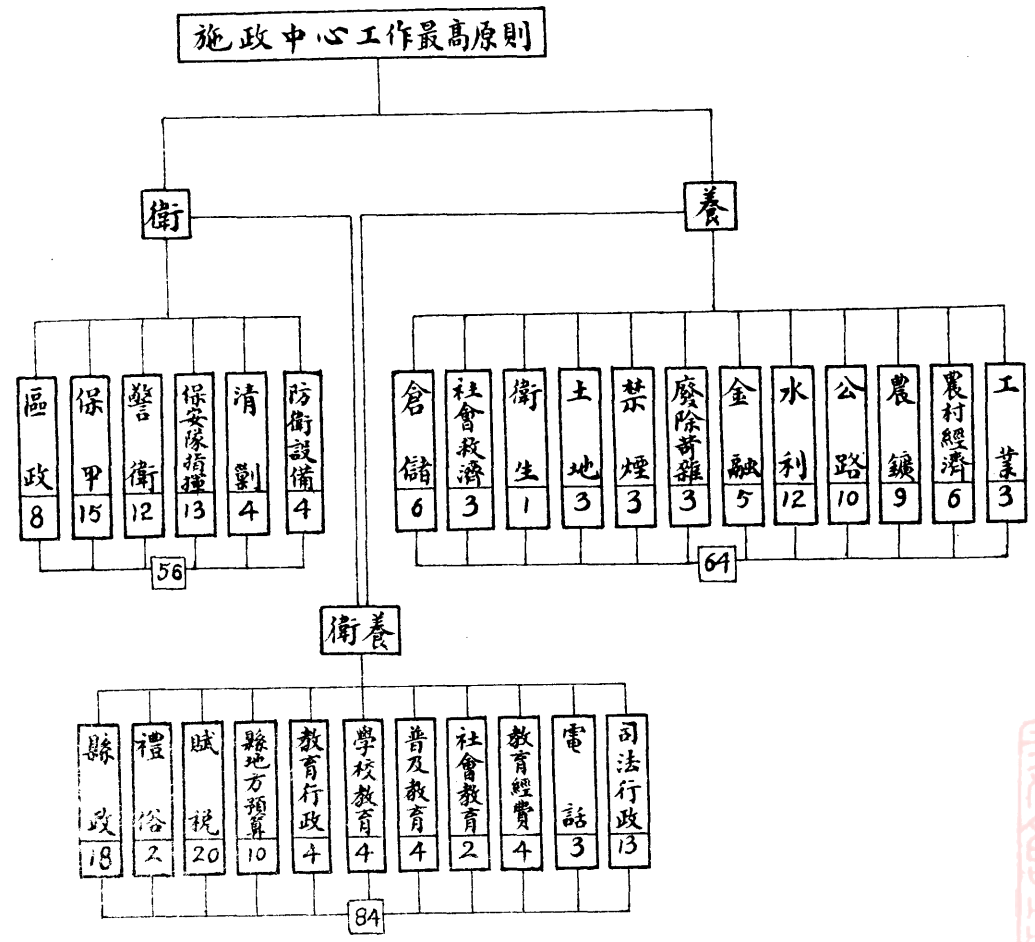 施政中心工作最高原則
衛
養
區政
8
保甲
15
警衛
12
保安隊指揮
13
清剿
4
防衛設備
4
56
倉儲
6
社會救濟
3
衛生
1
土地
3
禁煙
3
廢除苛雜
3
金融
5
水利
12
公路
10
農鑛
9
農村經濟
6
工業
3
64
衛養
縣政
18
禮俗
2
賦稅
20
縣地方預算
10
教育行政
4
學校教育
4
普及教育
4
社會教育
2
教育經費
4
電話
3
司法行政
13
84